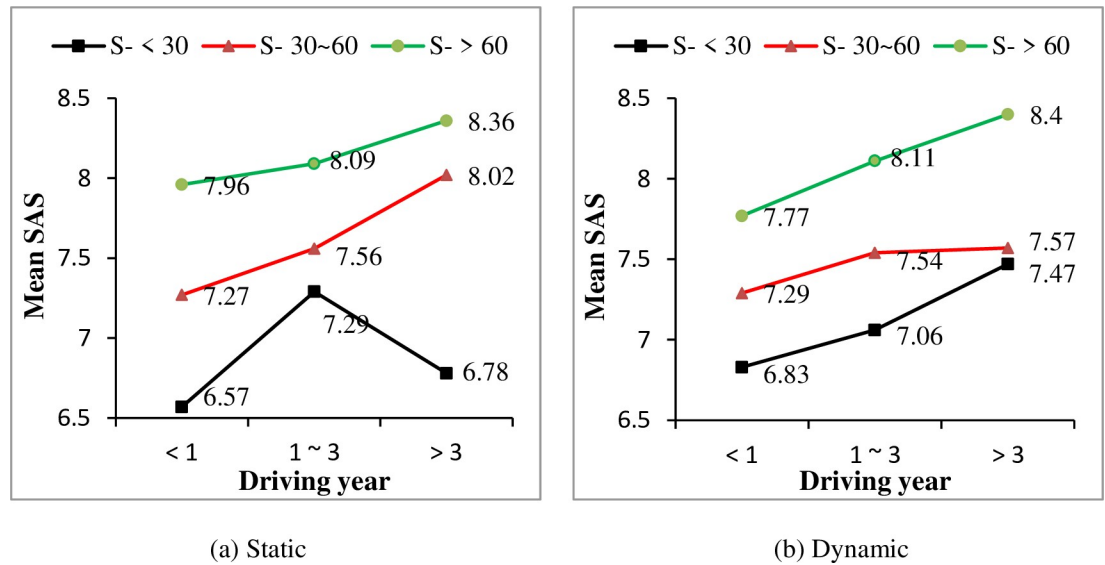 S- < 30 S- 30~60 S- > 60
8.5
8
7.5
7
6.5
Mean SAS
7.96
8.09
8.36
7.27
7.56
8.02
6.57
7.29
6.78
< 1 1 ~ 3 > 3
Driving year
(a) Static
S- < 30 S- 30~60 S- > 60
8.5
8
7.5
7
6.5
Mean SAS
7.77
8.11
8.4
7.29
7.54
7.57
6.83
7.06
7.47
< 1 1 ~ 3 > 3
Driving year
(b) Dynamic